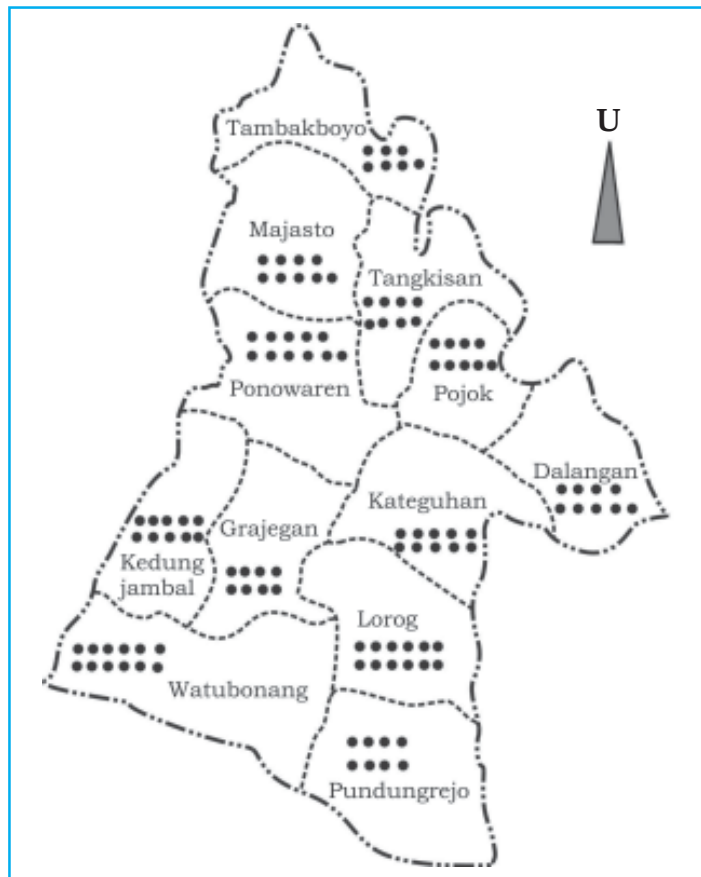 Tambakboyo
U
Majasto
Tangkisan
Ponowaren
Pojok
Dalangan
Kateguhan
Grajegan
Kedung
jambal
Lorog
Watubonang
Pundungrejo